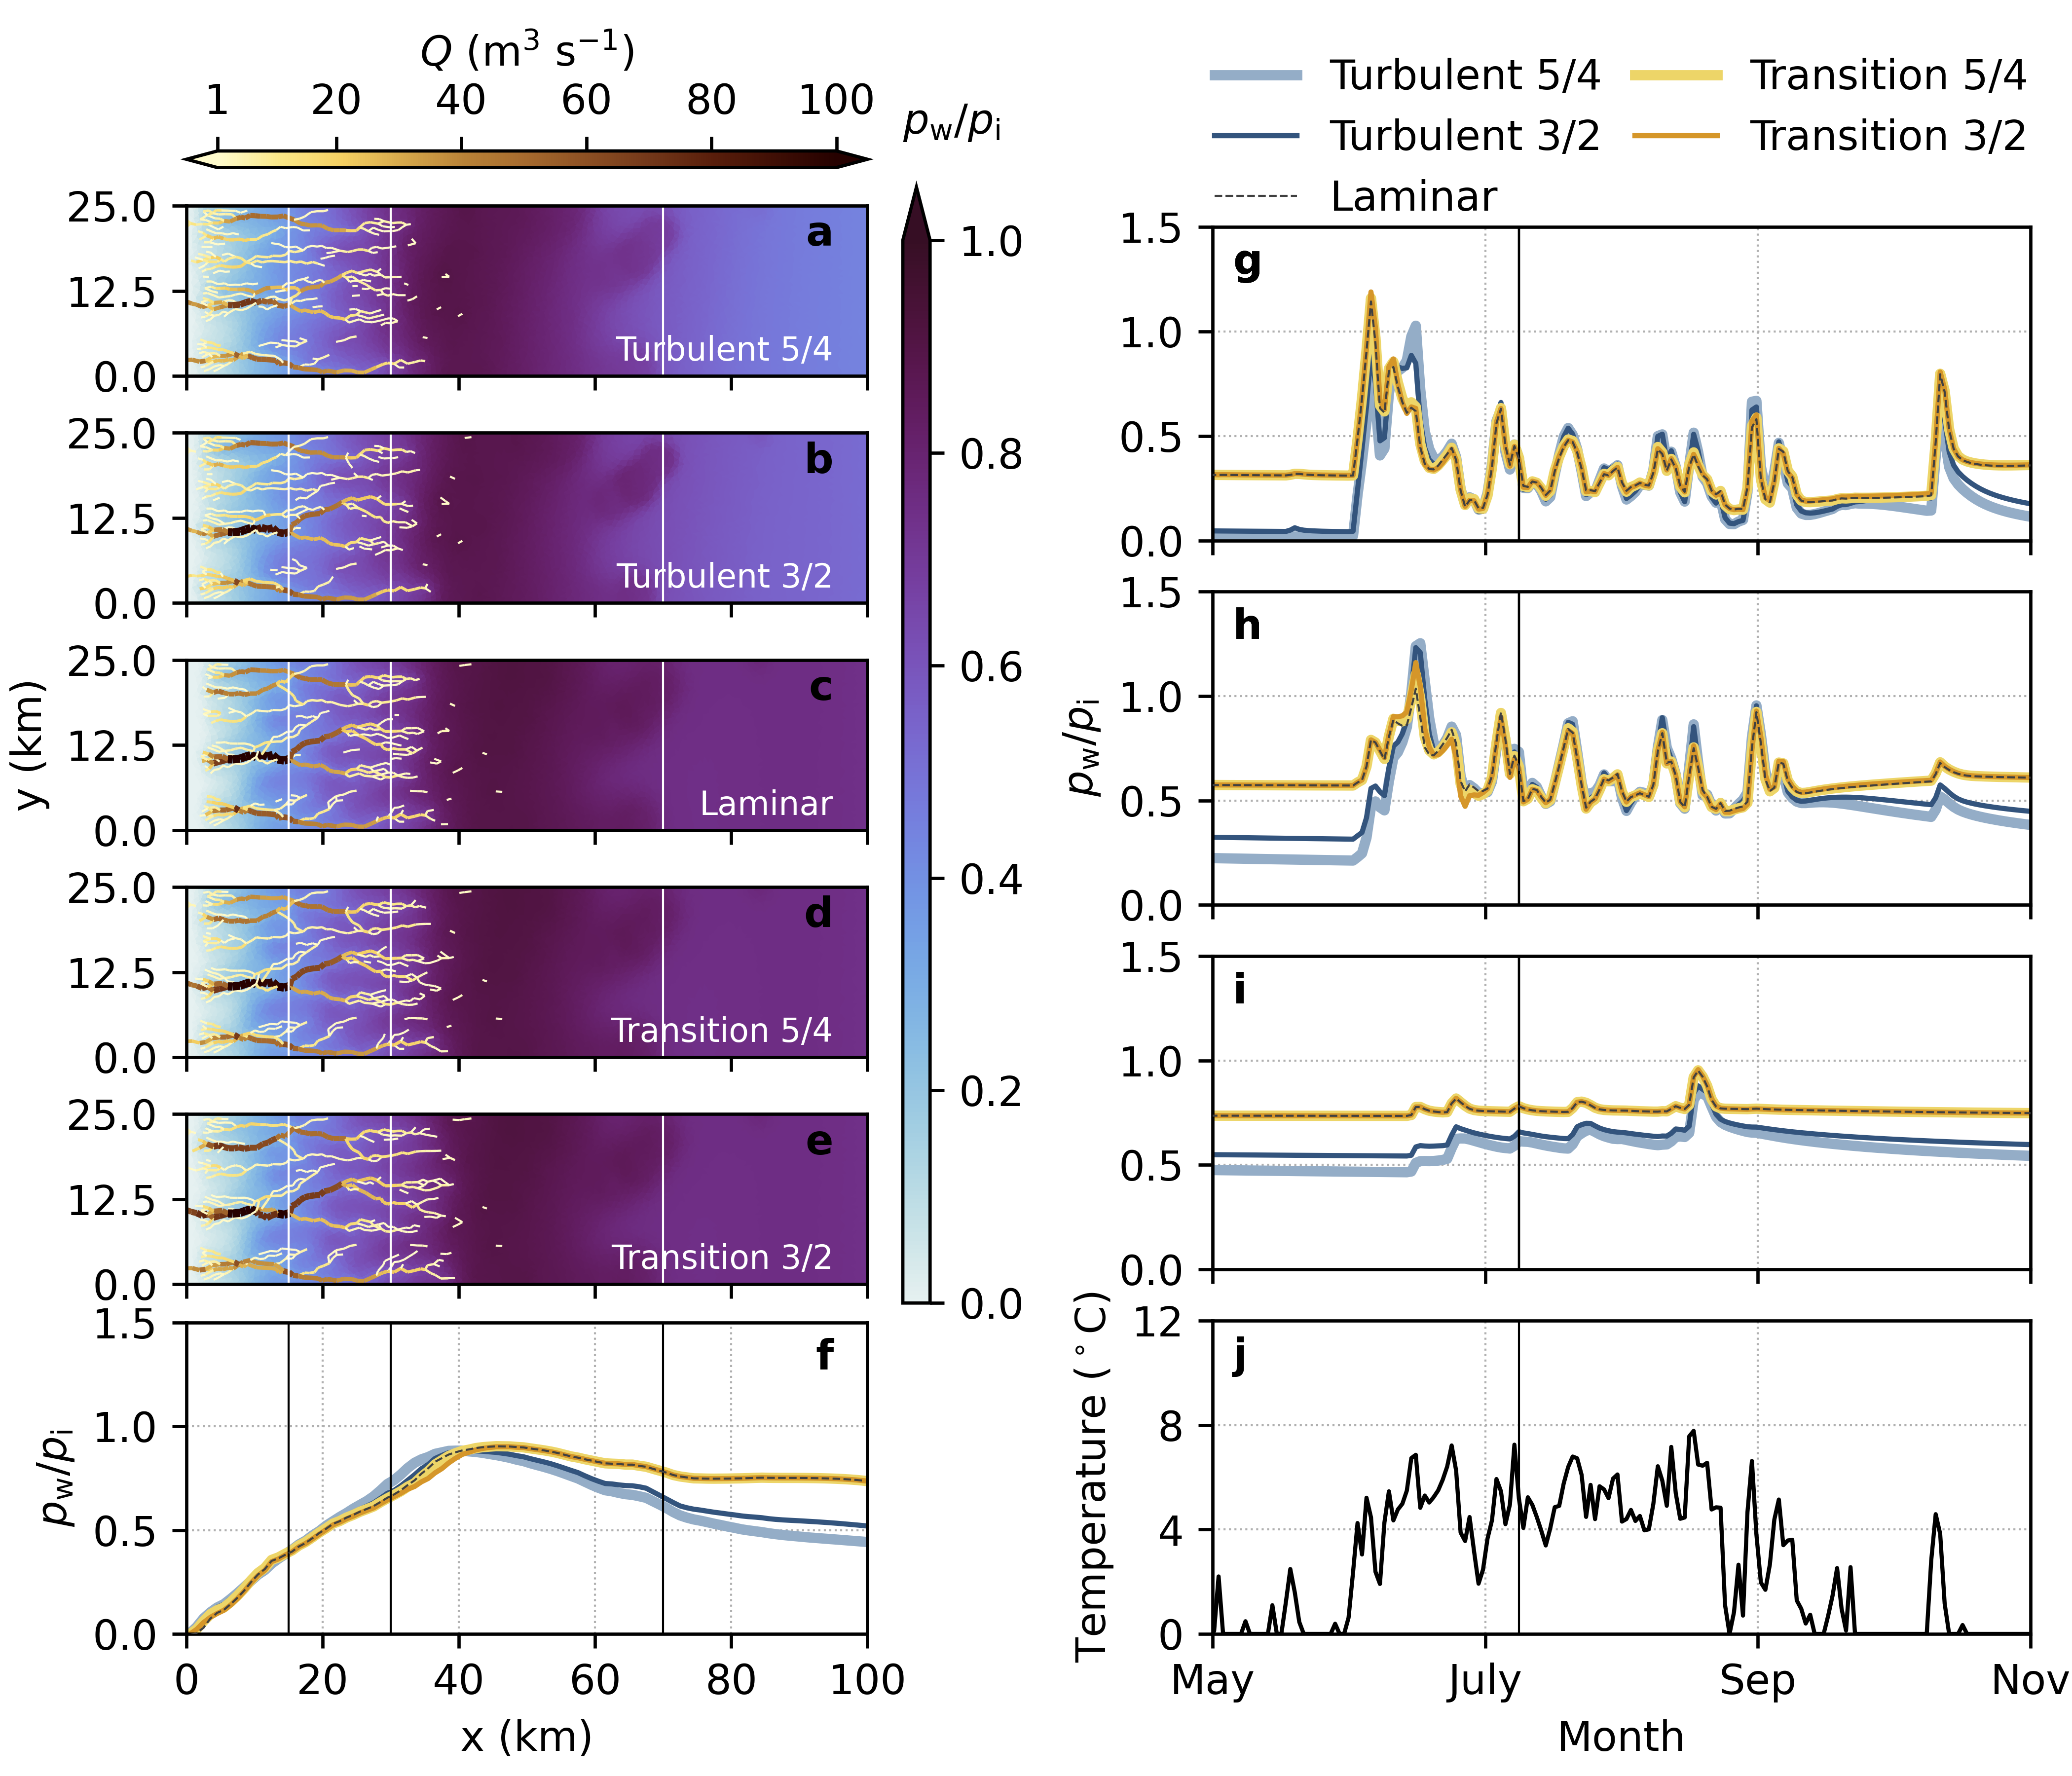 Q (m³ s⁻¹)
1 20 40 60 80 100
p_w/p_i
25.0
12.5
0.0
a
Turbulent 5/4
25.0
12.5
0.0
b
Turbulent 3/2
25.0
12.5
0.0
c
Laminar
25.0
12.5
0.0
d
Transition 5/4
25.0
12.5
0.0
e
Transition 3/2
y (km)
1.0
0.8
0.6
0.4
0.2
0.0
1.5
1.0
0.5
0.0
p_w/p_i
f
0 20 40 60 80 100
x (km)
Turbulent 5/4 Transition 5/4
Turbulent 3/2 Transition 3/2
Laminar
1.5
1.0
0.5
0.0
g
1.5
1.0
0.5
0.0
p_w/p_i
h
1.5
1.0
0.5
0.0
i
12
8
4
0
Temperature (°C)
j
May July Sep Nov
Month